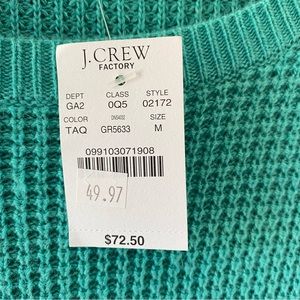 J.CREW
FACTORY
DEPT CLASS STYLE
GA2 0Q5 02172
COLOR SIZE
TAQ GR5633 M
099103071908
49.97
$72.50